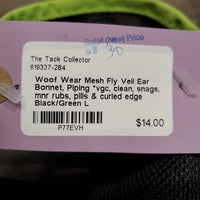 Retail (New) Price
30
The Tack Collector
619337-284
Woof Wear Mesh Fly Veil Ear
Bonnet, Piping *vgc, clean, snags,
mnr rubs, pills & curled edge
Black/Green L
P77EVH
$14.00